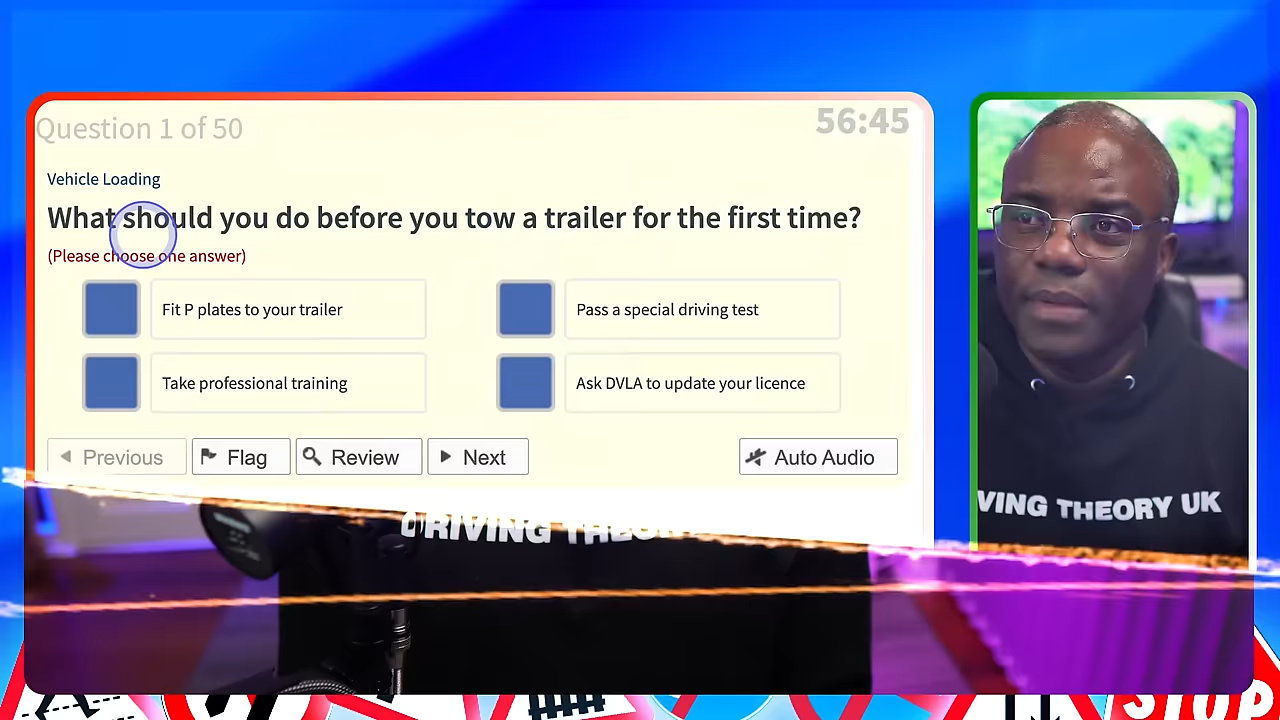 Question 1 of 50
56:45
Vehicle Loading
What should you do before you tow a trailer for the first time?
(Please choose one answer)
Fit P plates to your trailer
Pass a special driving test
Take professional training
Ask DVLA to update your licence
Previous
Flag
Review
Next
Auto Audio
VING THEORY UK
DRIVING
STOP